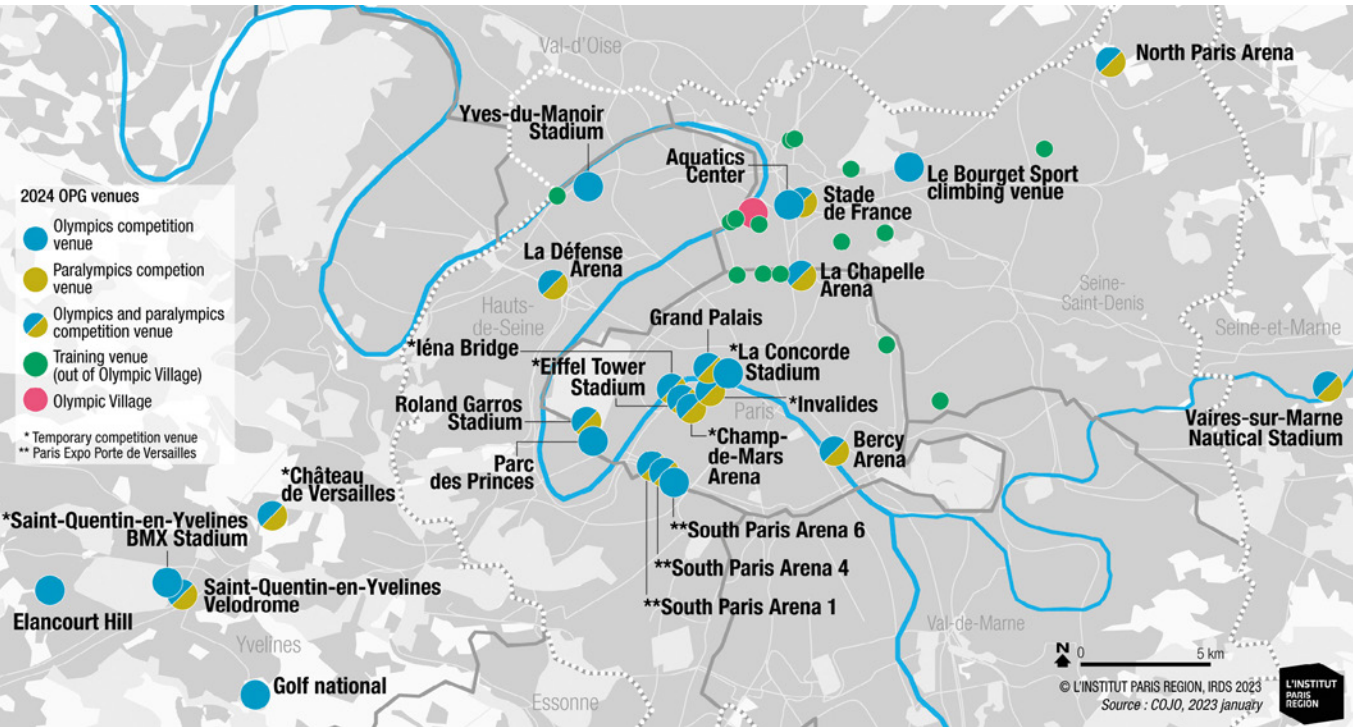 Val-d'Oise
North Paris Arena
Yves-du-Manoir
Stadium
Aquatics
Center
Le Bourget Sport
climbing venue
Stade
de France
2024 OPG venues
Olympics competition
venue
Paralympics competion
venue
Olympics and paralympics
competition venue
Training venue
(out of Olympic Village)
Olympic Village
* Temporary competition venue
** Paris Expo Porte de Versailles
La Défense
Arena
La Chapelle
Arena
Hauts-
de-Seine
Seine-
Saint-Denis
Seine-et-Marne
Grand Palais
*Iéna Bridge
*La Concorde
Stadium
*Eiffel Tower
Stadium
Paris
*Invalides
Roland Garros
Stadium
Vaires-sur-Marne
Nautical Stadium
Parc
des Princes
*Champ-
de-Mars
Arena
Bercy
Arena
*Château
de Versailles
*Saint-Quentin-en-Yvelines
BMX Stadium
**South Paris Arena 6
**South Paris Arena 4
**South Paris Arena 1
Saint-Quentin-en-Yvelines
Velodrome
Elancourt Hill
Yvelines
Val-de-Marne
Golf national
Essonne
N
0
5 km
© L'INSTITUT PARIS REGION, IRDS 2023
Source : COJO, 2023 january
L'INSTITUT
PARIS
REGION